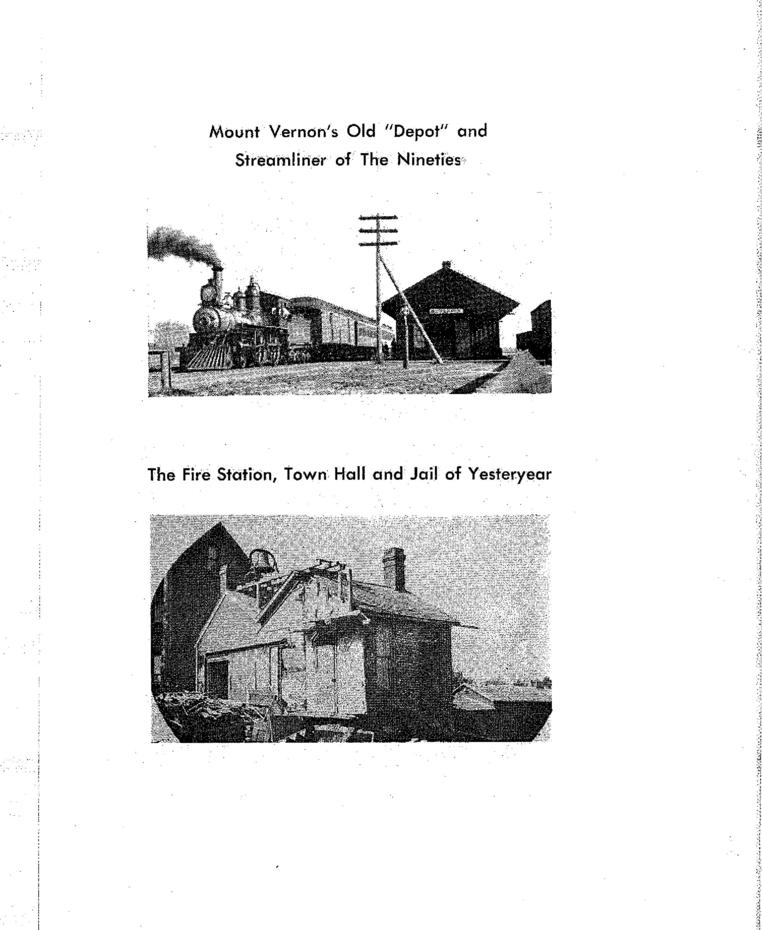 Mount Vernon's Old "Depot" and
Streamliner of The Nineties
The Fire Station, Town Hall and Jail of Yesteryear